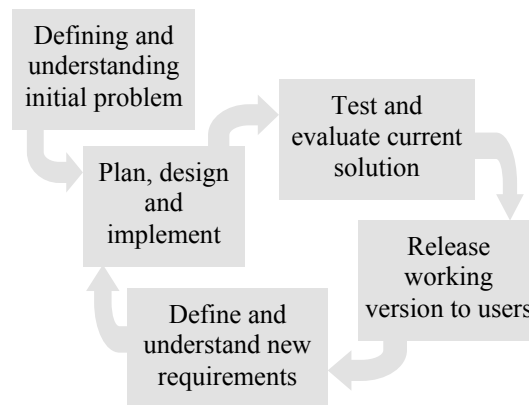 Defining and
understanding
initial problem
Plan, design
and
implement
Test and
evaluate current
solution
Release
working
version to users
Define and
understand new
requirements